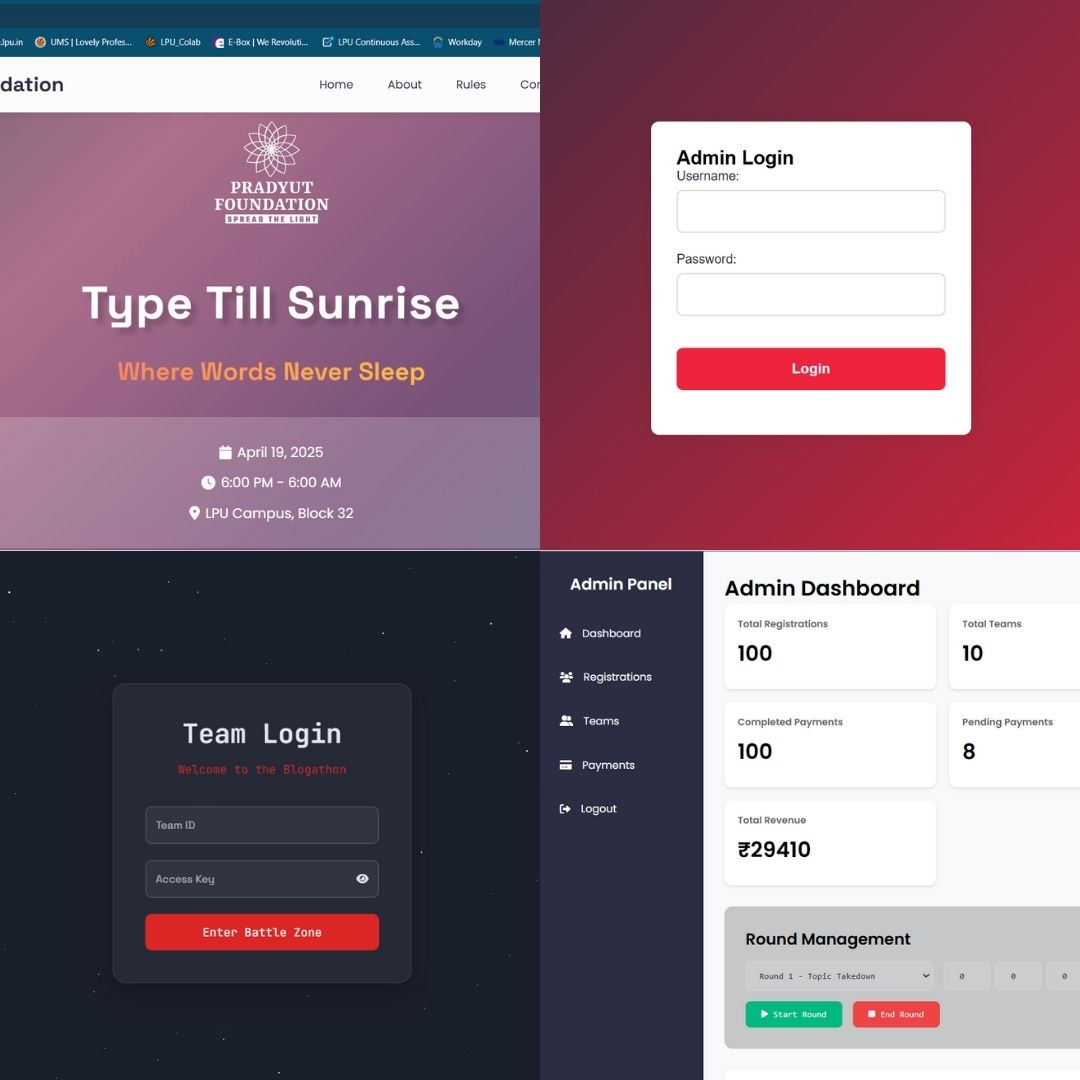 .lpu.in UMS | Lovely Profes... LPU_Colab E-Box | We Revoluti... LPU Continuous Ass... Workday Mercer
dation Home About Rules
PRADYUT
FOUNDATION
SPREAD THE LIGHT
Type Till Sunrise
Where Words Never Sleep
April 19, 2025
6:00 PM - 6:00 AM
LPU Campus, Block 32
Admin Login
Username:
Password:
Login
Team Login
Welcome to the Blogathon
Team ID
Access Key
Enter Battle Zone
Admin Panel
Dashboard
Registrations
Teams
Payments
Logout
Admin Dashboard
Total Registrations
100
Total Teams
10
Completed Payments
100
Pending Payments
8
Total Revenue
₹29410
Round Management
Round 1 - Topic Takedown 0 0 0
Start Round End Round